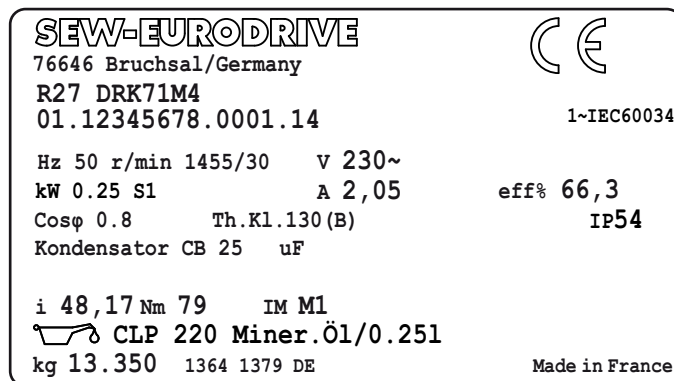 SEW-EURODRIVE CE
76646 Bruchsal/Germany
R27 DRK71M4
01.12345678.0001.14 1~IEC60034
Hz 50 r/min 1455/30 V 230~
kW 0.25 S1 A 2,05 eff% 66,3
Cosφ 0.8 Th.Kl.130(B) IP54
Kondensator CB 25 uF
i 48,17 Nm 79 IM M1
CLP 220 Miner.Öl/0.25l
kg 13.350 1364 1379 DE Made in France